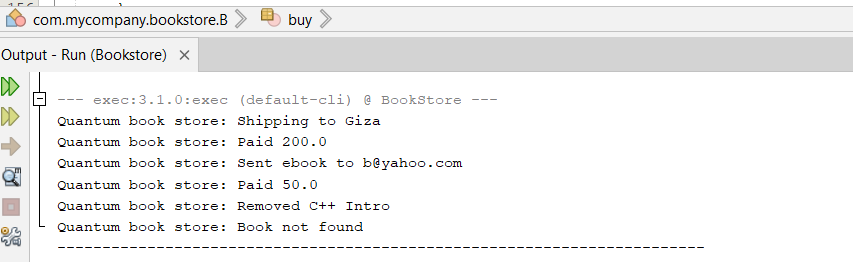 com.mycompany.bookstore.B buy
Output - Run (Bookstore) ×
--- exec:3.1.0:exec (default-cli) @ BookStore ---
Quantum book store: Shipping to Giza
Quantum book store: Paid 200.0
Quantum book store: Sent ebook to b@yahoo.com
Quantum book store: Paid 50.0
Quantum book store: Removed C++ Intro
Quantum book store: Book not found
------------------------------------------------------------------------